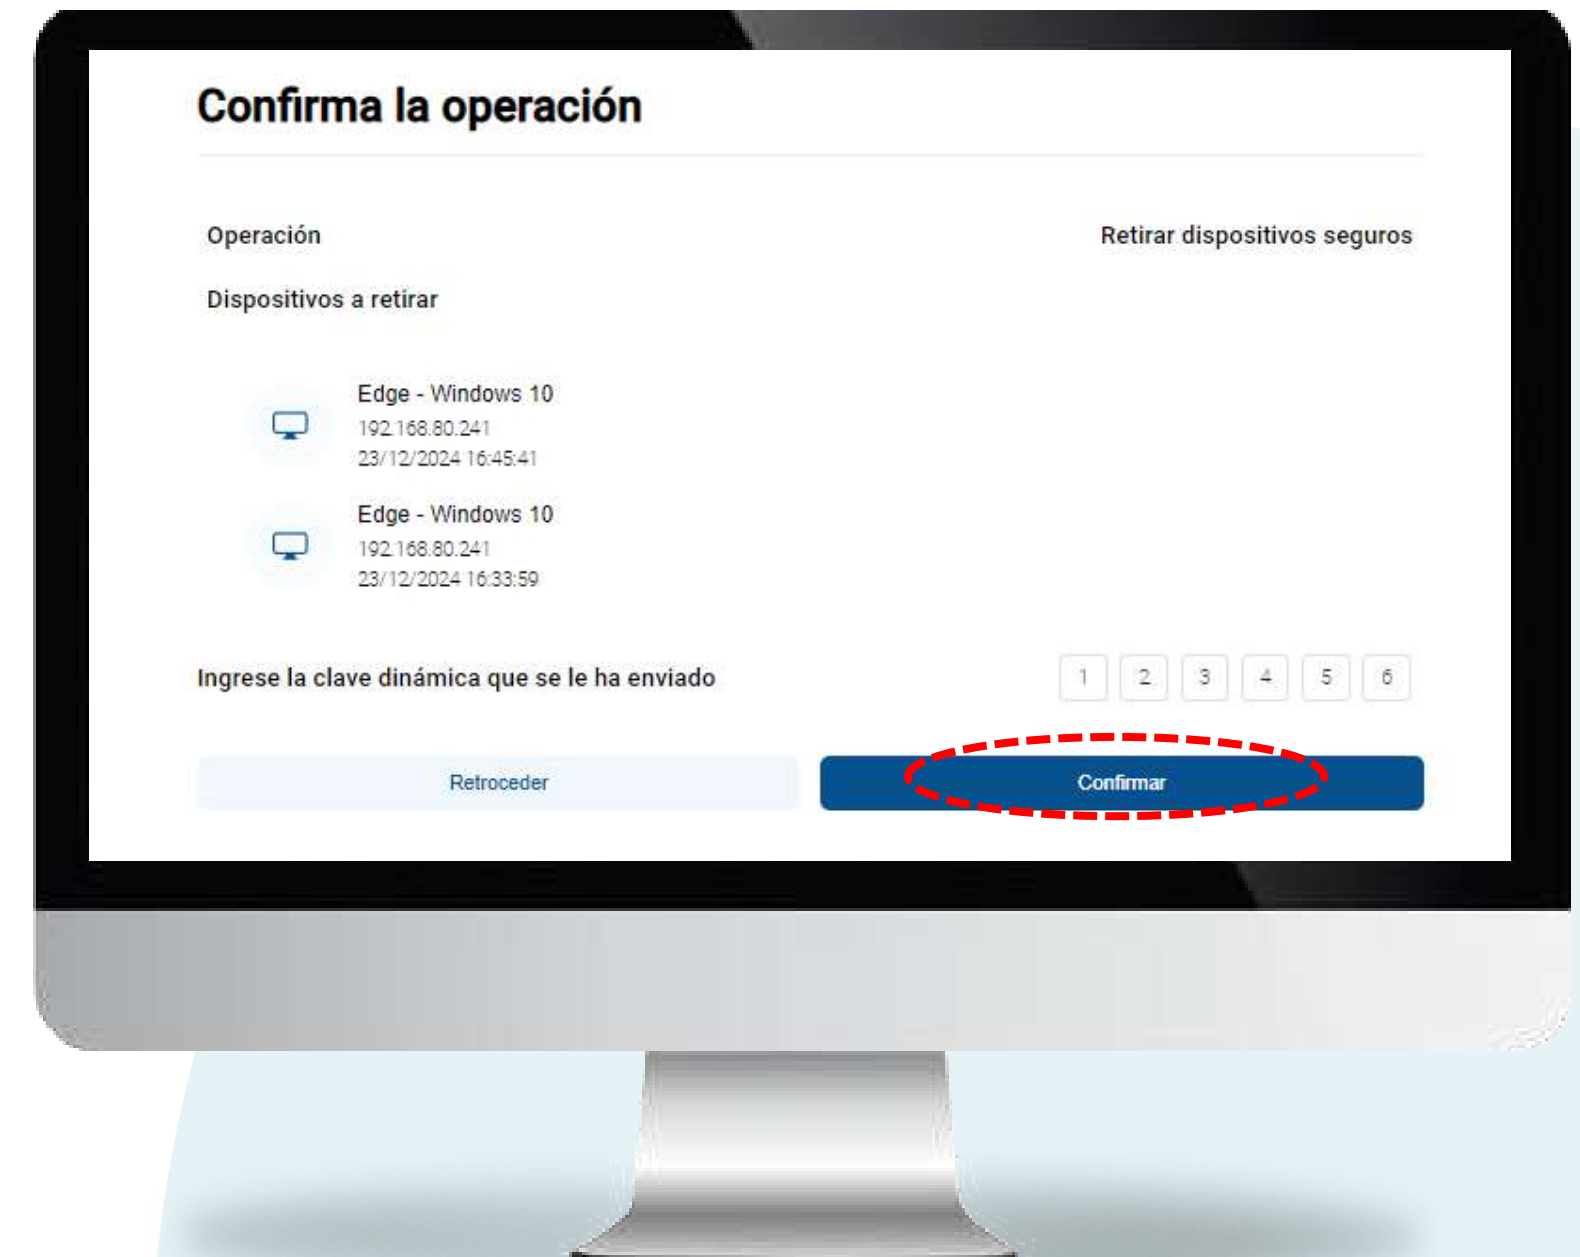 Confirma la operación
Operación
Retirar dispositivos seguros
Dispositivos a retirar
Edge - Windows 10
192.168.80.241
23/12/2024 16:45:41
Edge - Windows 10
192.168.80.241
23/12/2024 16:33:59
Ingrese la clave dinámica que se le ha enviado
1 2 3 4 5 6
Retroceder
Confirmar